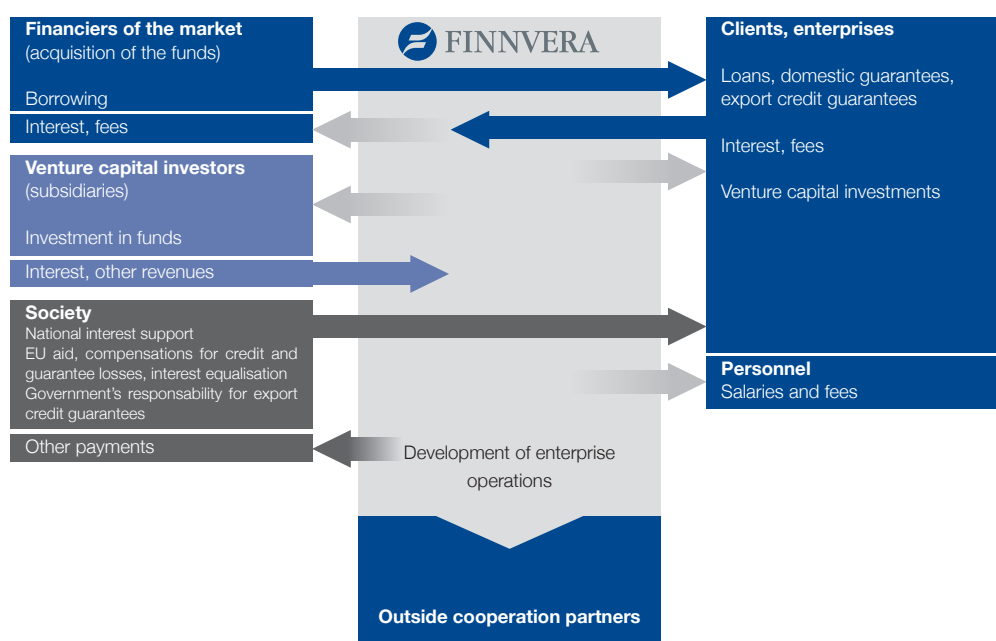 Financiers of the market
(acquisition of the funds)
Borrowing
Interest, fees
Venture capital investors
(subsidiaries)
Investment in funds
Interest, other revenues
Society
National interest support
EU aid, compensations for credit and
guarantee losses, interest equalisation
Government's responsability for export
credit guarantees
Other payments
FINNVERA
Development of enterprise
operations
Outside cooperation partners
Clients, enterprises
Loans, domestic guarantees,
export credit guarantees
Interest, fees
Venture capital investments
Personnel
Salaries and fees